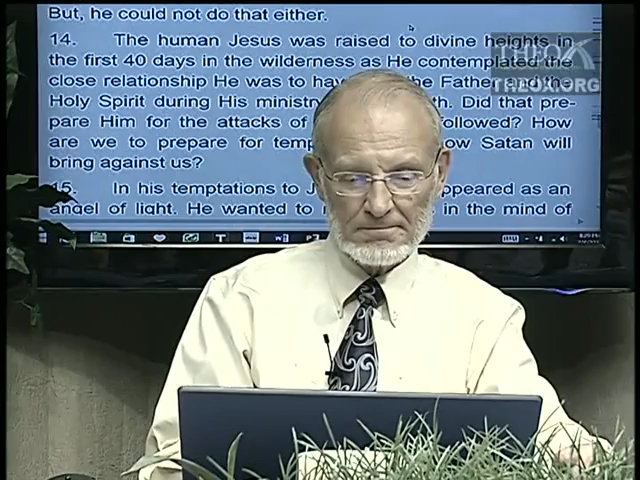 But, he could not do that either.
14. The human Jesus was raised to divine heights in
the first 40 days in the wilderness as He contemplated the
close relationship He was to have the Father and the
Holy Spirit during His ministry th. Did that pre-
pare Him for the attacks of followed? How
are we to prepare for temp ow Satan will
bring against us?
15. In his temptations to J appeared as an
angel of light. He wanted to in the mind of
THEOX
THEOX.ORG